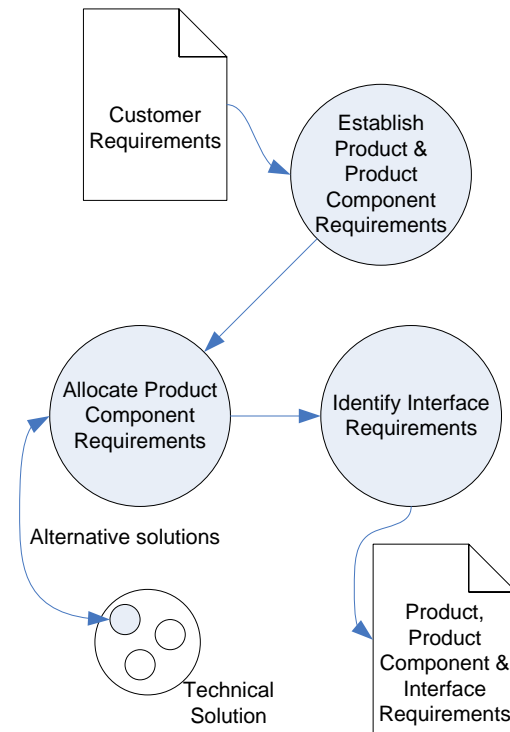 Customer
Requirements
Establish
Product &
Product
Component
Requirements
Allocate Product
Component
Requirements
Identify Interface
Requirements
Alternative solutions
Technical
Solution
Product,
Product
Component &
Interface
Requirements